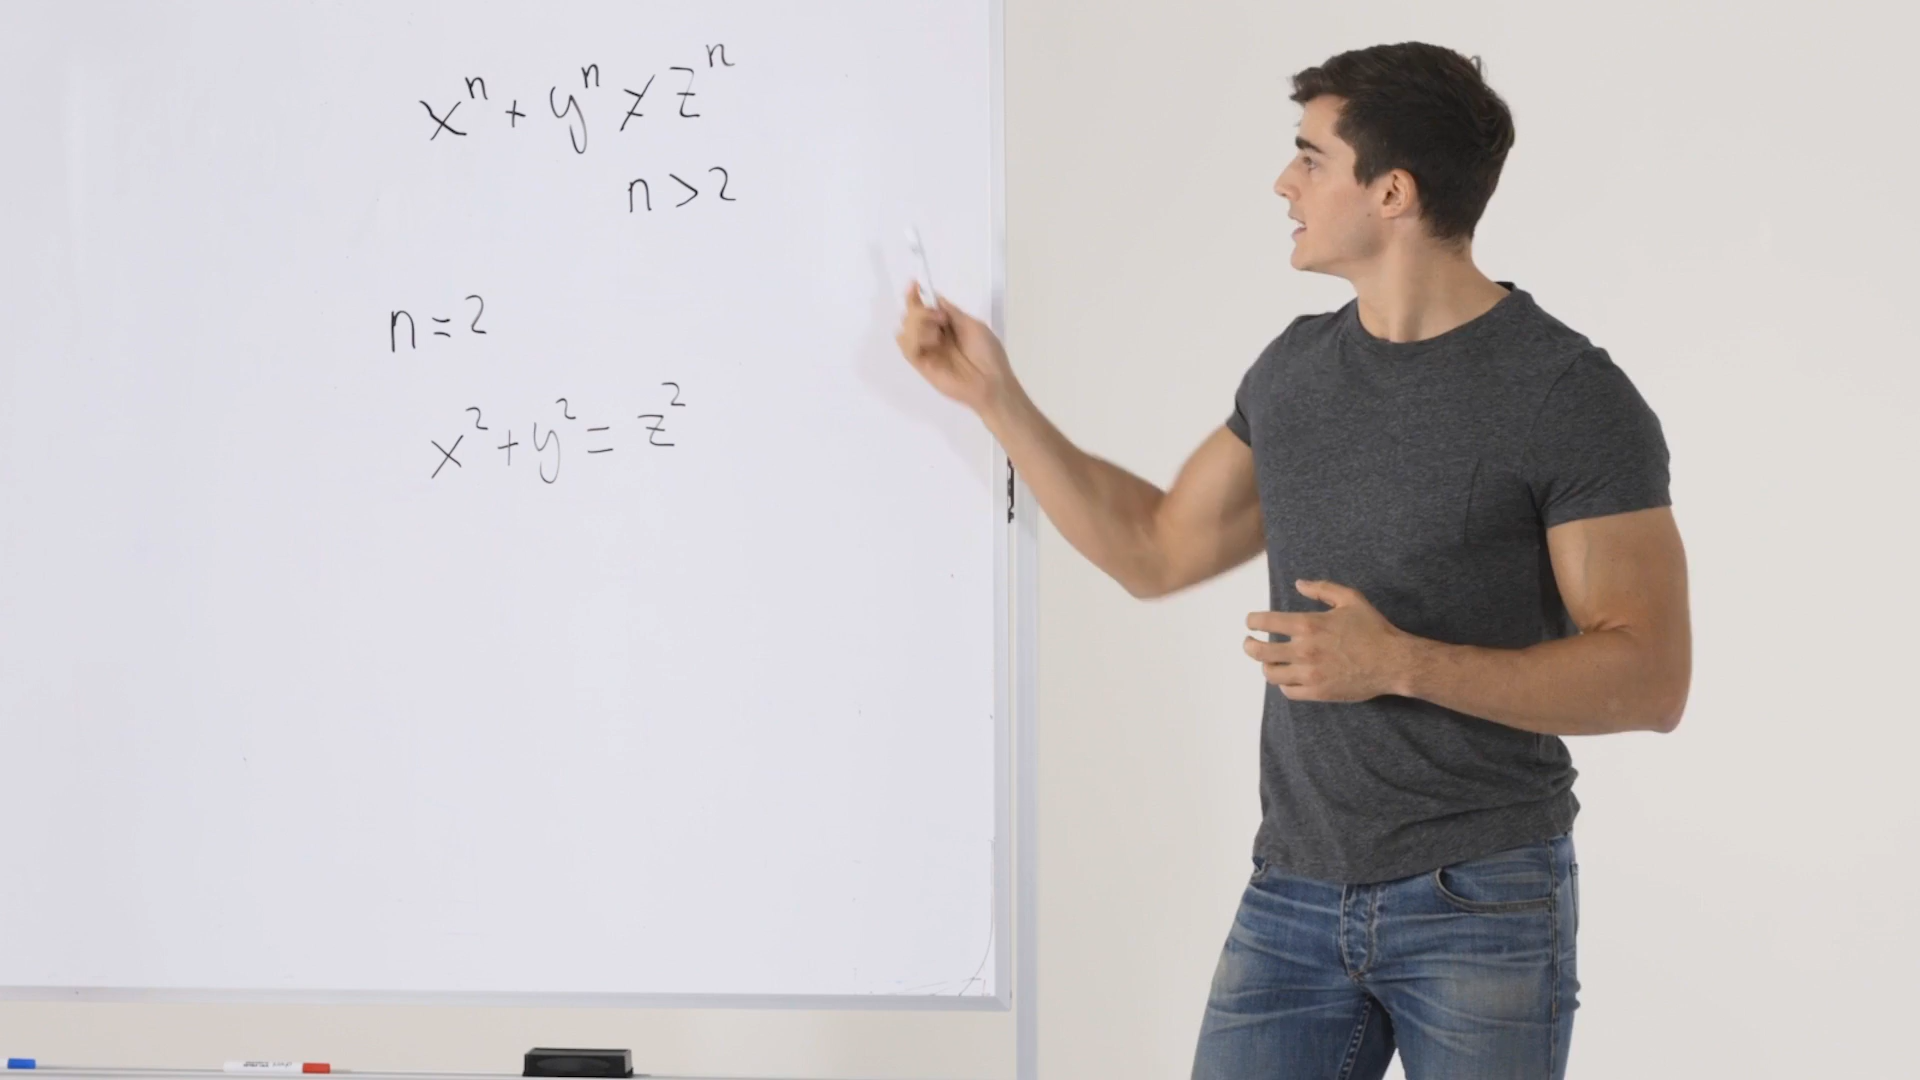 xⁿ + yⁿ ≠ zⁿ
n > 2
n = 2
x² + y² = z²